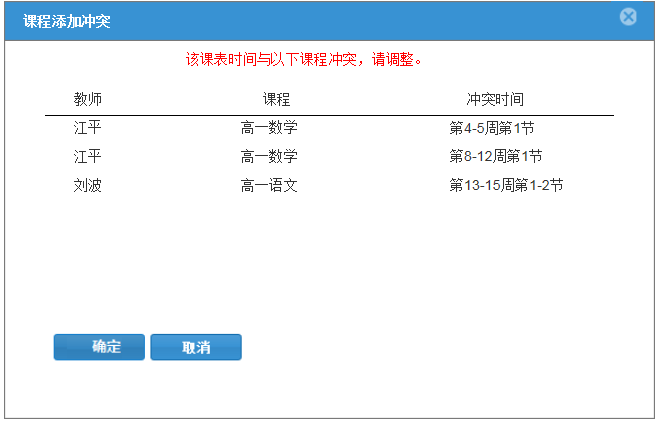 课程添加冲突
该课表时间与以下课程冲突，请调整。
教师 课程 冲突时间
江平 高一数学 第4-5周第1节
江平 高一数学 第8-12周第1节
刘波 高一语文 第13-15周第1-2节
确定 取消